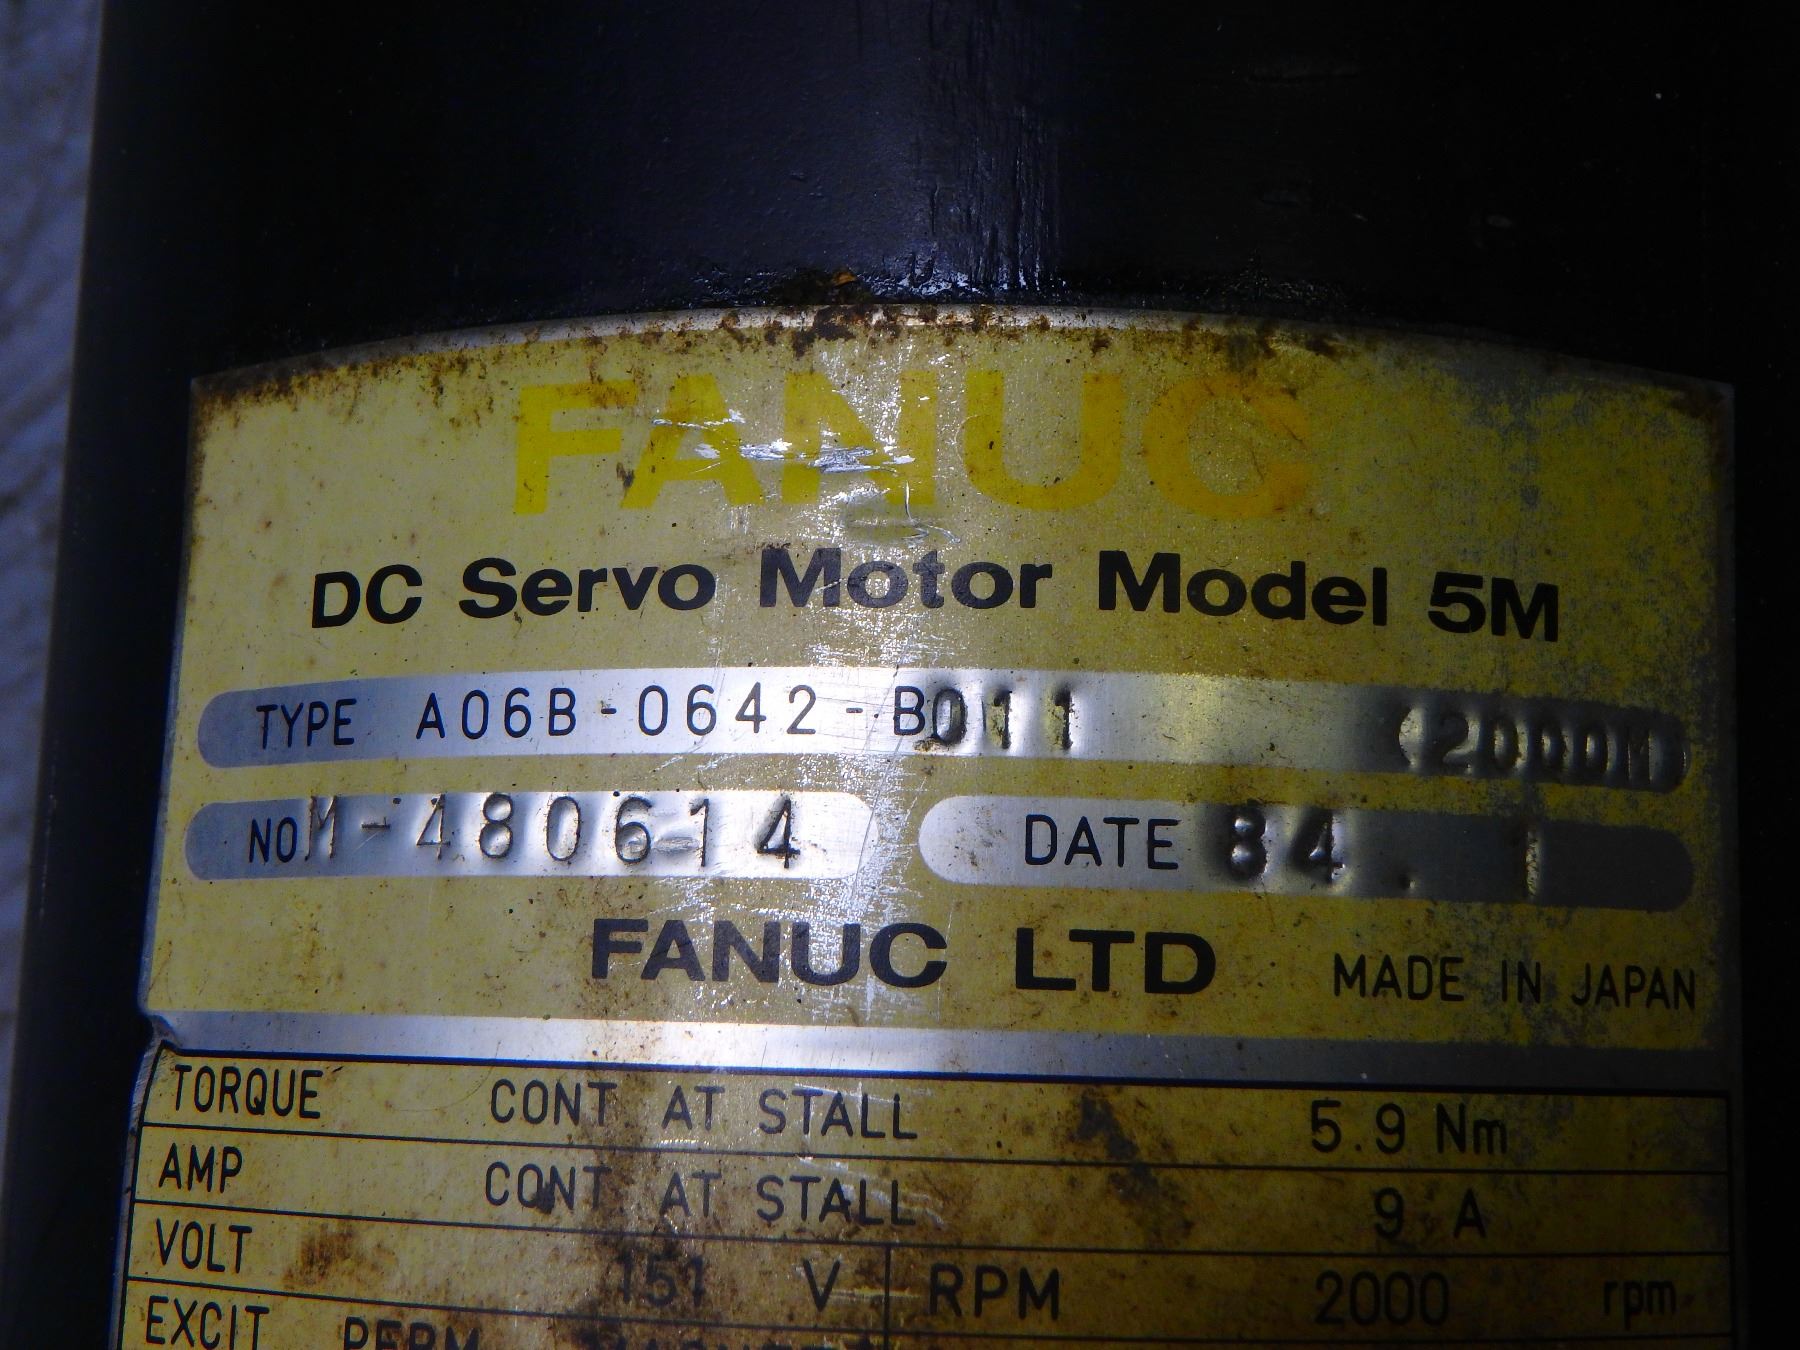 FANUC
DC Servo Motor Model 5M
TYPE A06B-0642-B011 (2000M)
NO M-480614 DATE 84. 1
FANUC LTD MADE IN JAPAN
TORQUE CONT. AT STALL 5.9 Nm
AMP CONT. AT STALL 9 A
VOLT 151 V RPM 2000 rpm
EXCIT PERM